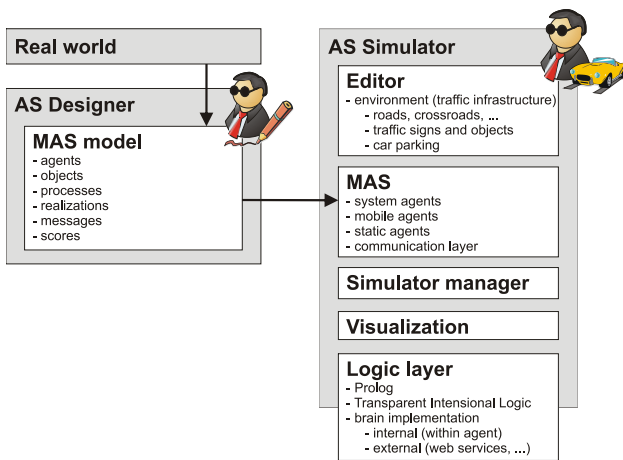 Real world
AS Designer
MAS model
- agents
- objects
- processes
- realizations
- messages
- scores
AS Simulator
Editor
- environment (traffic infrastructure)
- roads, crossroads, ...
- traffic signs and objects
- car parking
MAS
- system agents
- mobile agents
- static agents
- communication layer
Simulator manager
Visualization
Logic layer
- Prolog
- Transparent Intensional Logic
- brain implementation
- internal (within agent)
- external (web services, ...)